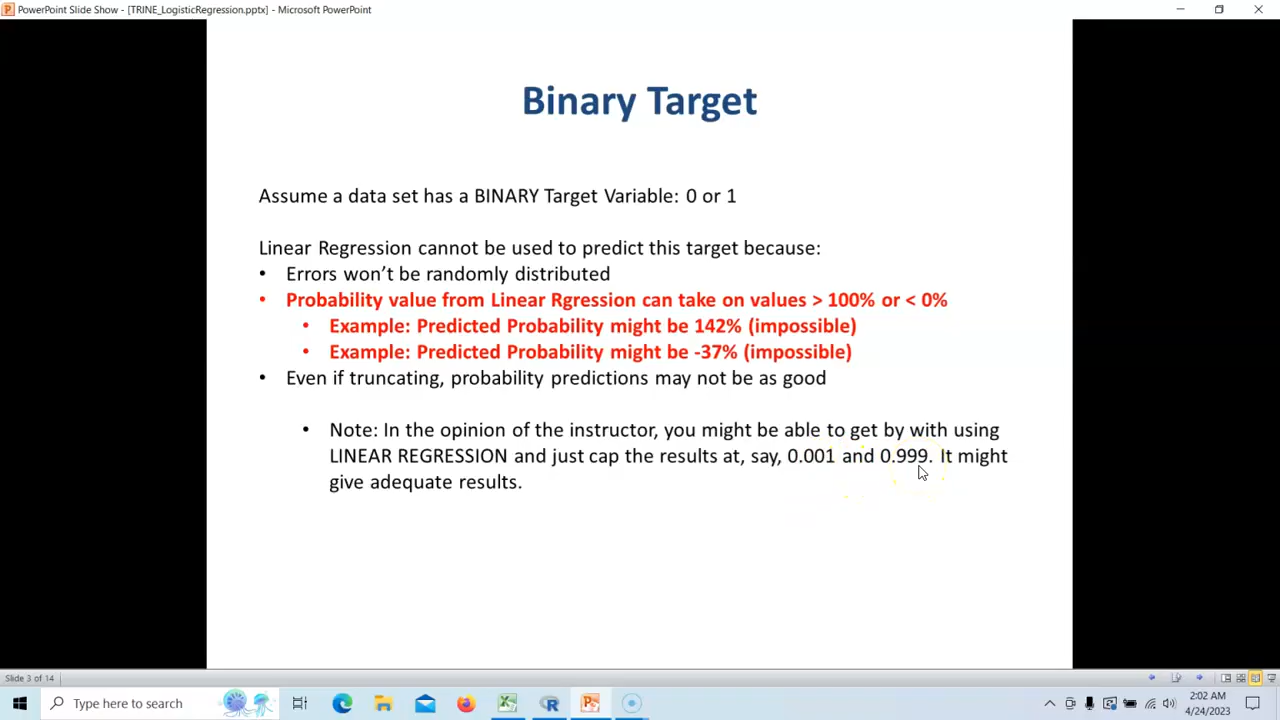 PowerPoint Slide Show - [TRINE_LogisticRegression.pptx] - Microsoft PowerPoint
Binary Target
Assume a data set has a BINARY Target Variable: 0 or 1
Linear Regression cannot be used to predict this target because:
• Errors won't be randomly distributed
• Probability value from Linear Rgression can take on values > 100% or < 0%
• Example: Predicted Probability might be 142% (impossible)
• Example: Predicted Probability might be -37% (impossible)
• Even if truncating, probability predictions may not be as good
• Note: In the opinion of the instructor, you might be able to get by with using
LINEAR REGRESSION and just cap the results at, say, 0.001 and 0.999. It might
give adequate results.
Slide 3 of 14
Type here to search
2:02 AM
4/24/2023